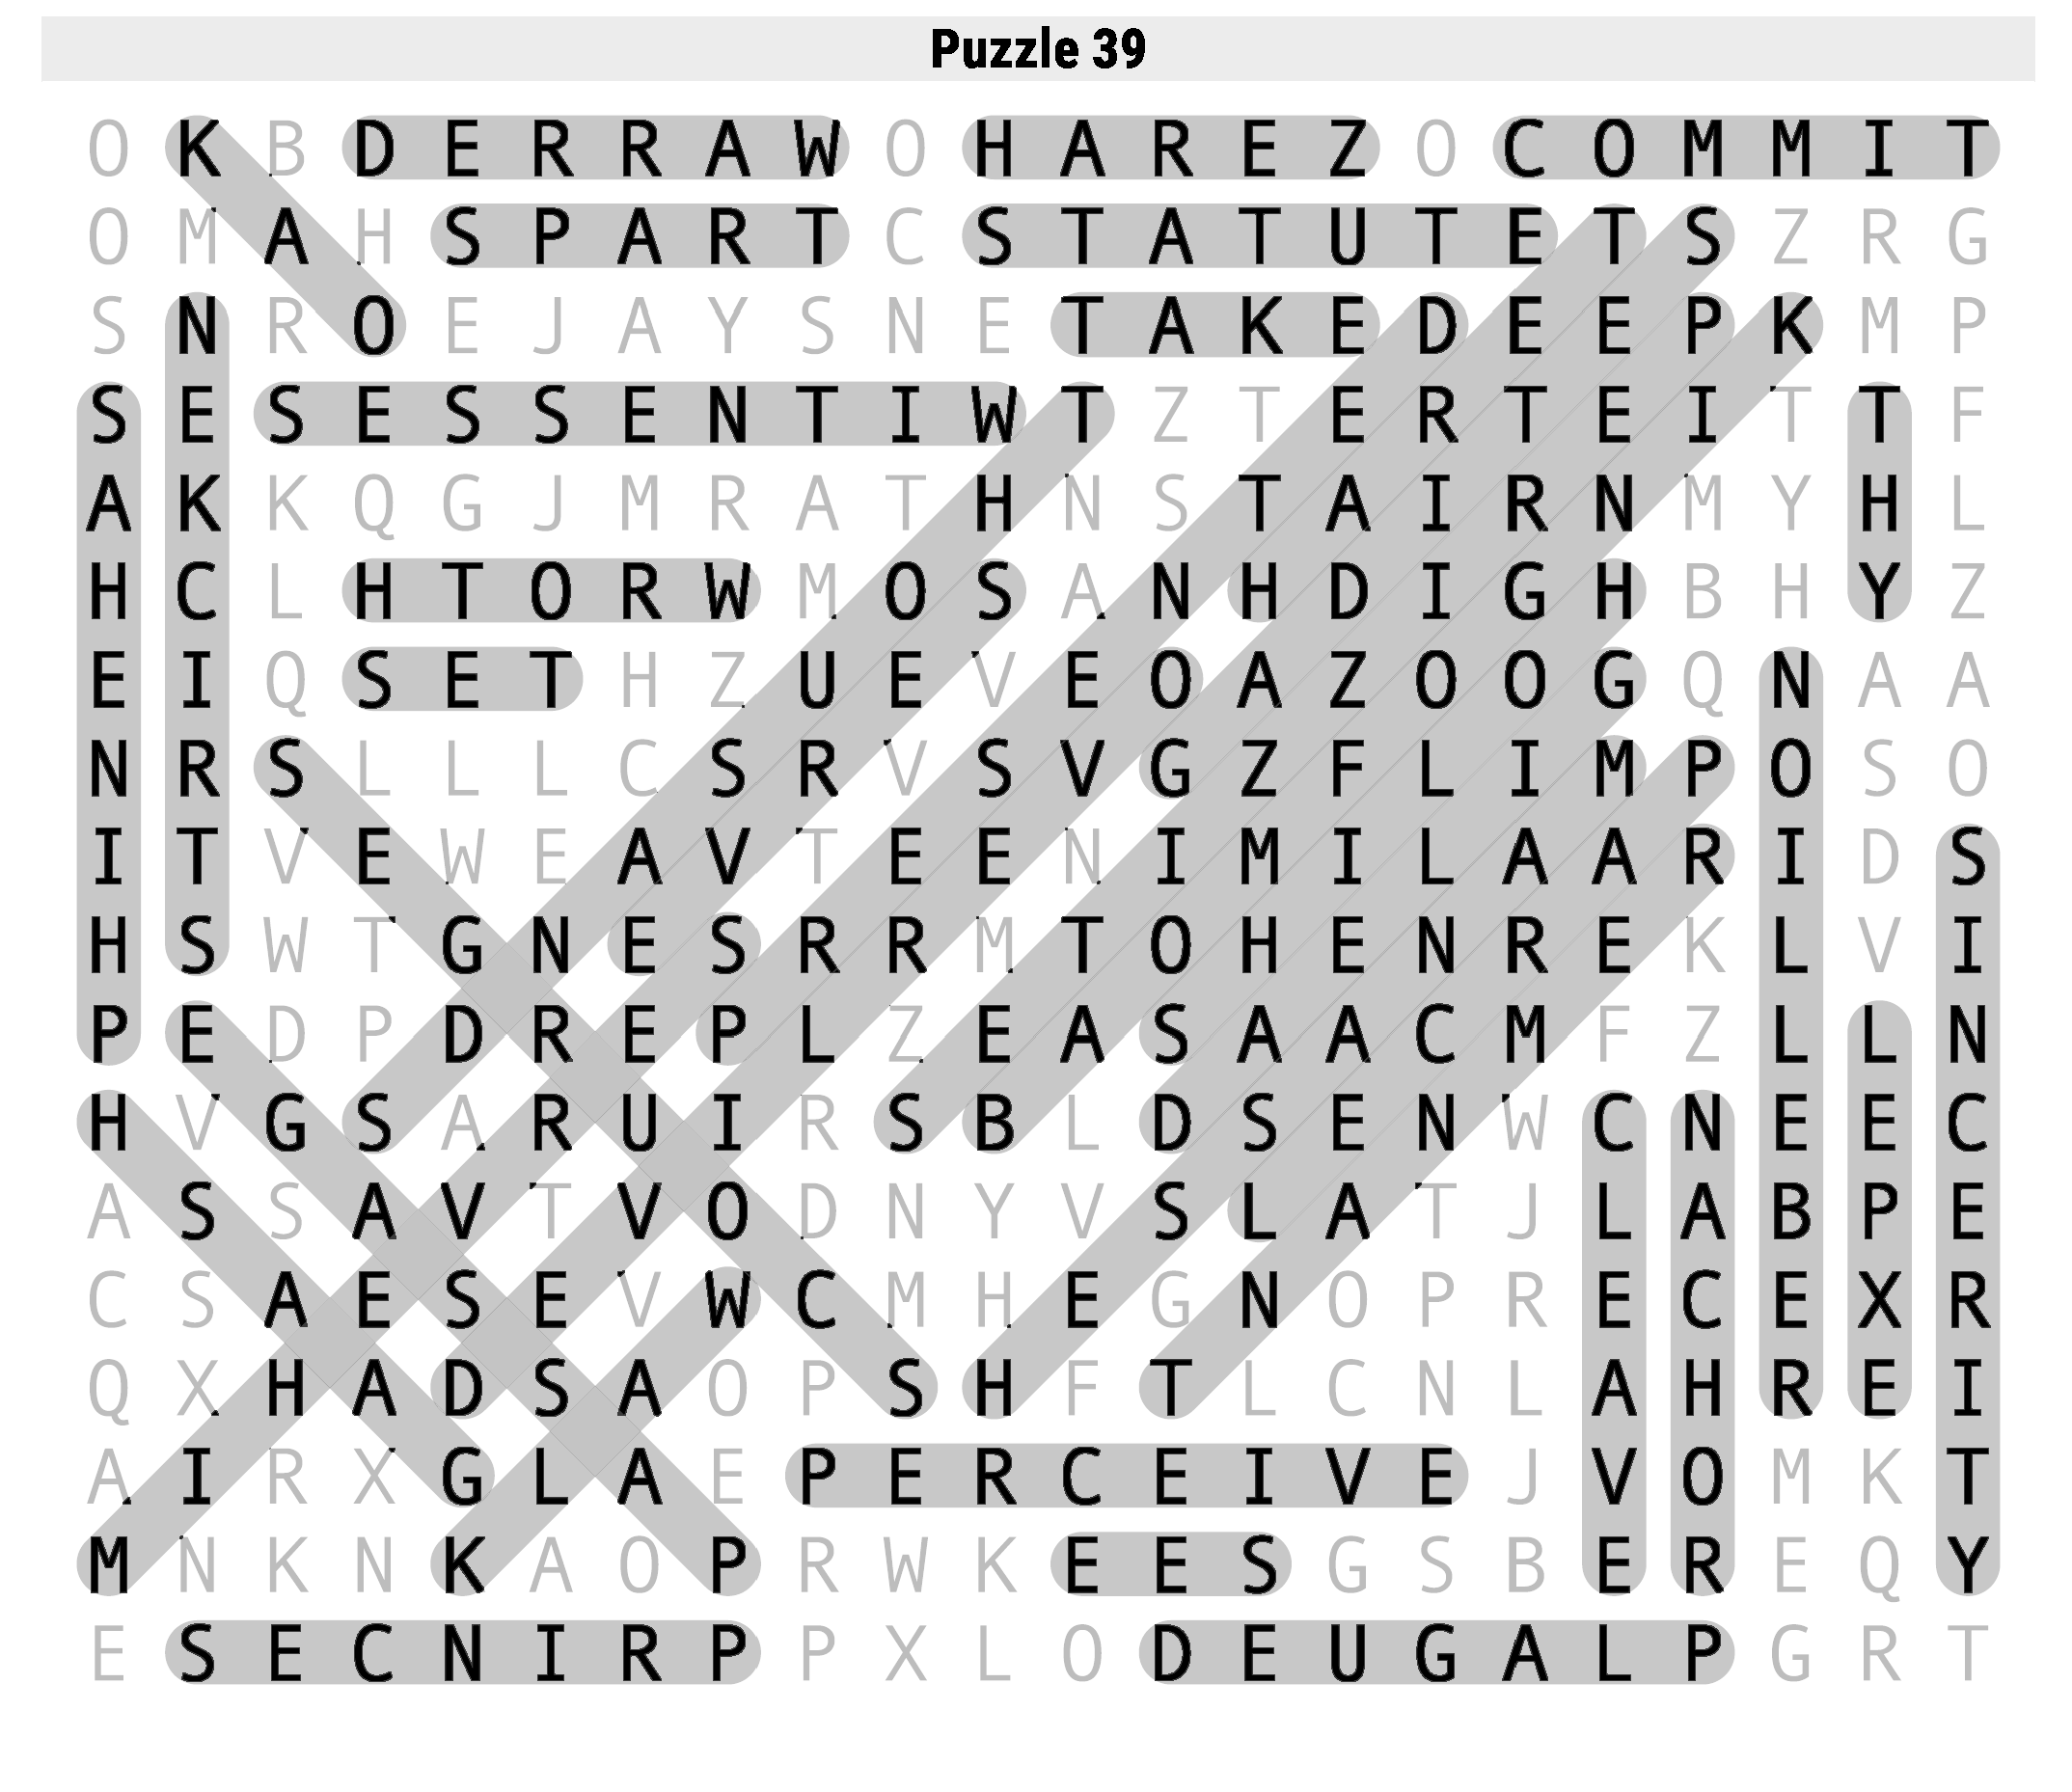 Puzzle 39
O K B D E R R A W O H A R E Z O C O M M I T
O M A H S P A R T C S T A T U T E T S Z R G
S N R O E J A Y S N E T A K E D E E P K M P
S E S E S S E N T I W T Z T E R T E I T T F
A K K Q G J M R A T H N S T A I R N M Y H L
H C L H T O R W M O S A N H D I G H B H Y Z
E I Q S E T H Z U E V E O A Z O O G Q N A A
N R S L L L C S R V S V G Z F L I M P O S O
I T V E W E A V T E E N I M I L A A R I D S
H S W T G N E S R R M T O H E N R E K L V I
P E D P D R E P L Z E A S A A C M F Z L L N
H V G S A R U I R S B L D S E N W C N E E C
A S S A V T V O D N Y V S L A T J L A B P E
C S A E S E V W C M H E G N O P R E C E X R
Q X H A D S A O P S H F T L C N L A H R E I
A I R X G L A E P E R C E I V E J V O M K T
M N K N K A O P R W K E E S G S B E R E Q Y
E S E C N I R P P X L O D E U G A L P G R T